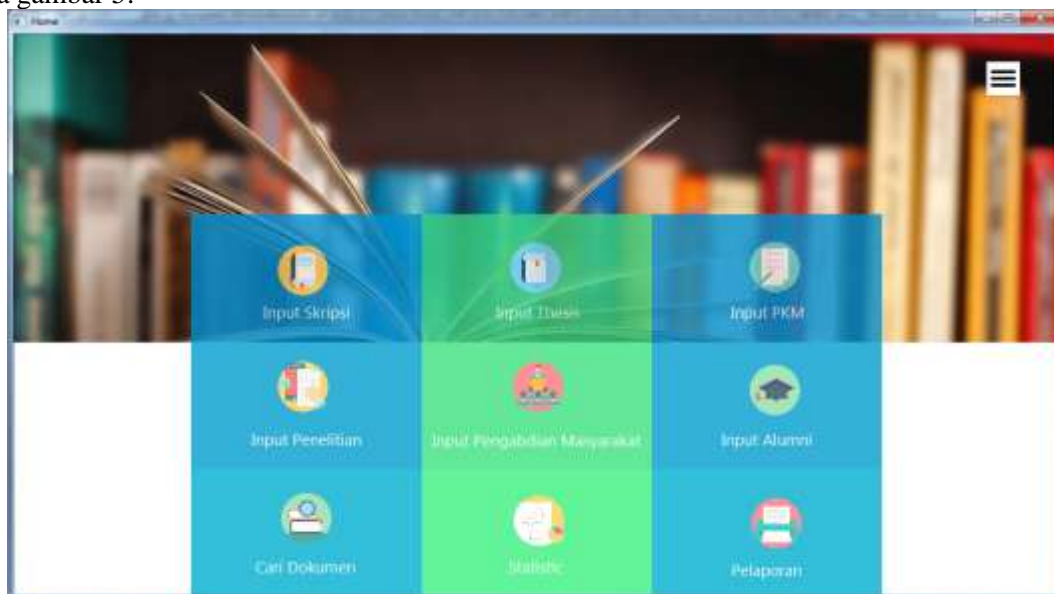 a gambar 5.
Home
Input Skripsi
Input Thesis
Input PKM
Input Penelitian
Input Pengabdian Masyarakat
Input Alumni
Cari Dokumen
Statistic
Pelaporan